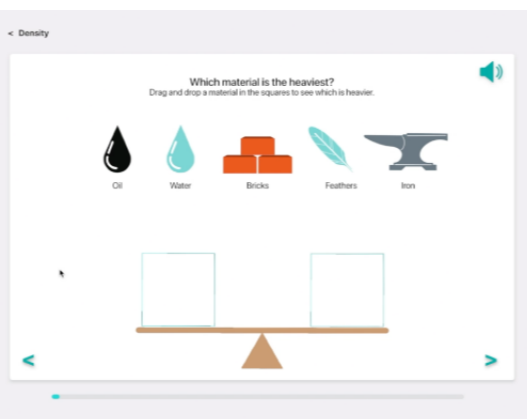 < Density
Which material is the heaviest?
Drag and drop a material in the squares to see which is heavier.
Oil
Water
Bricks
Feathers
Iron
< >